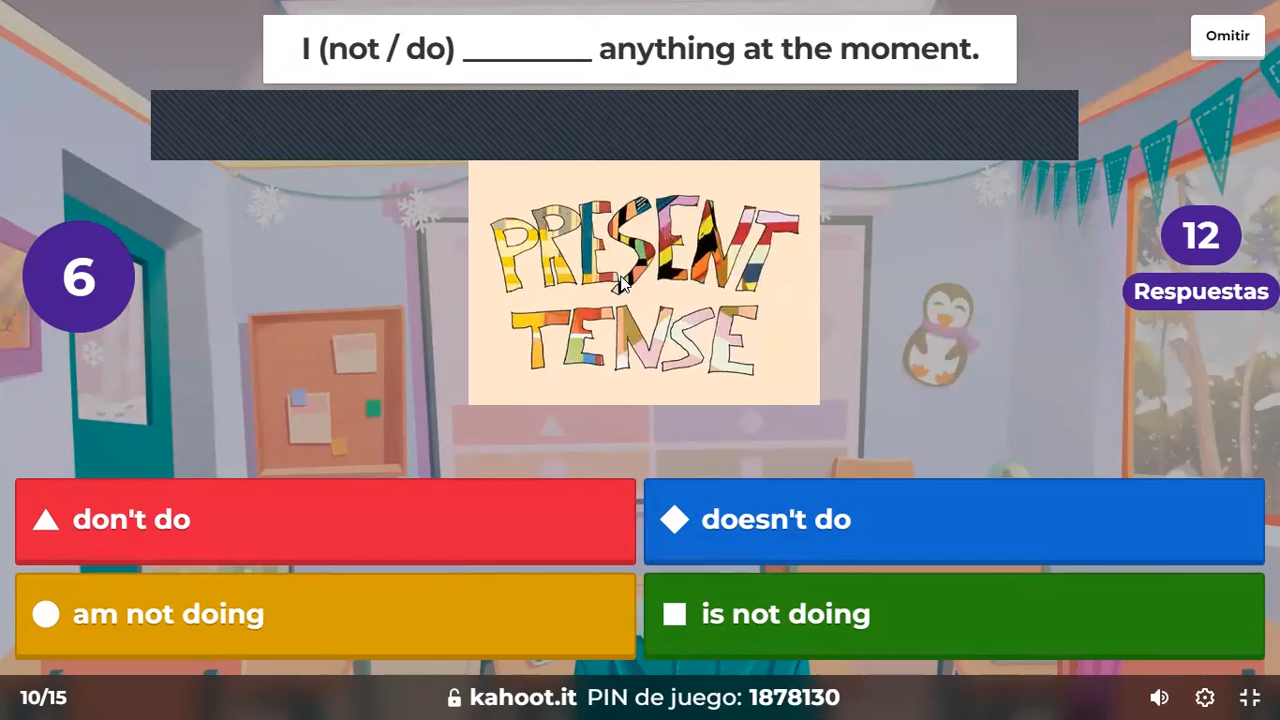 I (not / do) ________ anything at the moment.
Omitir
PRESENT
TENSE
6
12
Respuestas
don't do
doesn't do
am not doing
is not doing
10/15
kahoot.it PIN de juego: 1878130